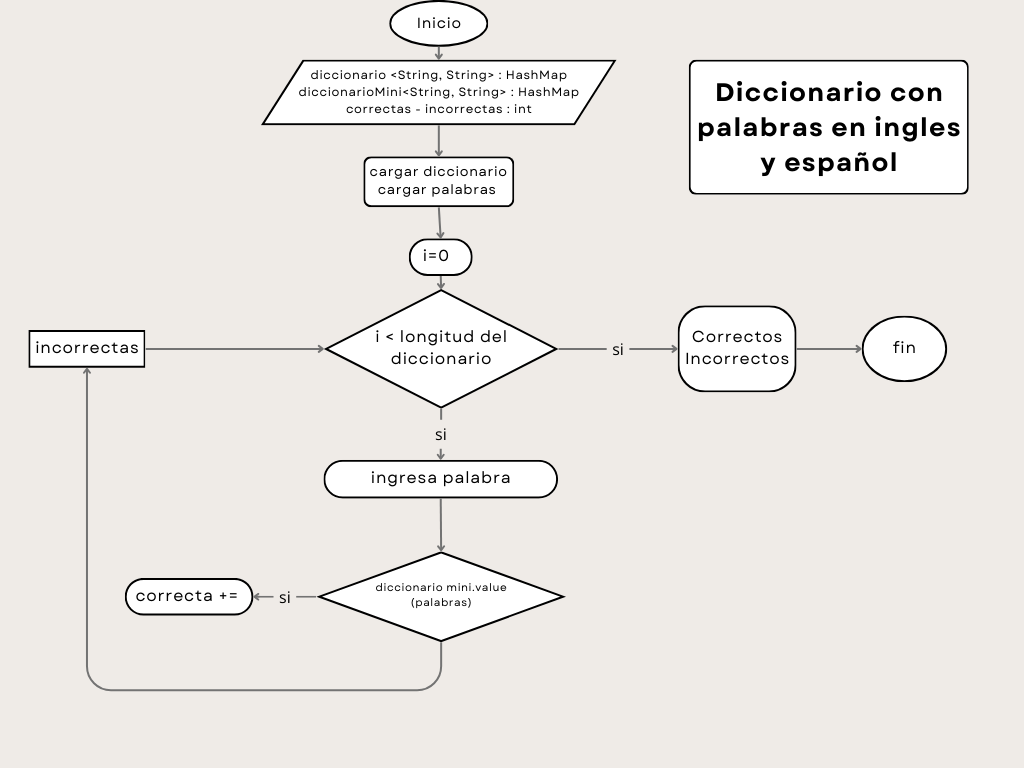 Inicio
diccionario <String, String> : HashMap
diccionarioMini<String, String> : HashMap
correctas - incorrectas : int
Diccionario con
palabras en ingles
y español
cargar diccionario
cargar palabras
i=0
i < longitud del
diccionario
incorrectas
si
Correctos
Incorrectos
fin
si
ingresa palabra
diccionario mini.value
(palabras)
si
correcta +=